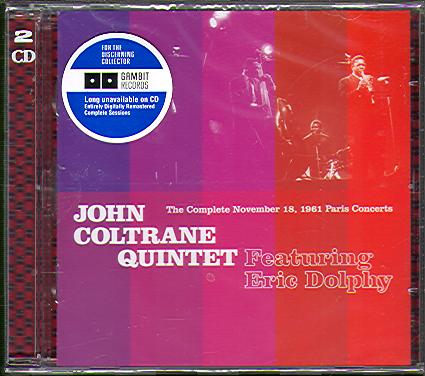 2
CD
FOR THE
DISCERNING
COLLECTOR
GAMBIT
RECORDS
Long unavailable on CD
Entirely Digitally Remastered
Complete Sessions
The Complete November 18, 1961 Paris Concerts
JOHN
COLTRANE
QUINTET Featuring
Eric Dolphy